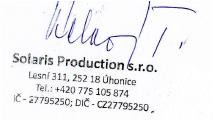 Solaris Production s.r.o.
Lesní 311, 252 18 Úhonice
Tel.: +420 775 105 874
IČ - 27795250; DIČ - CZ27795250